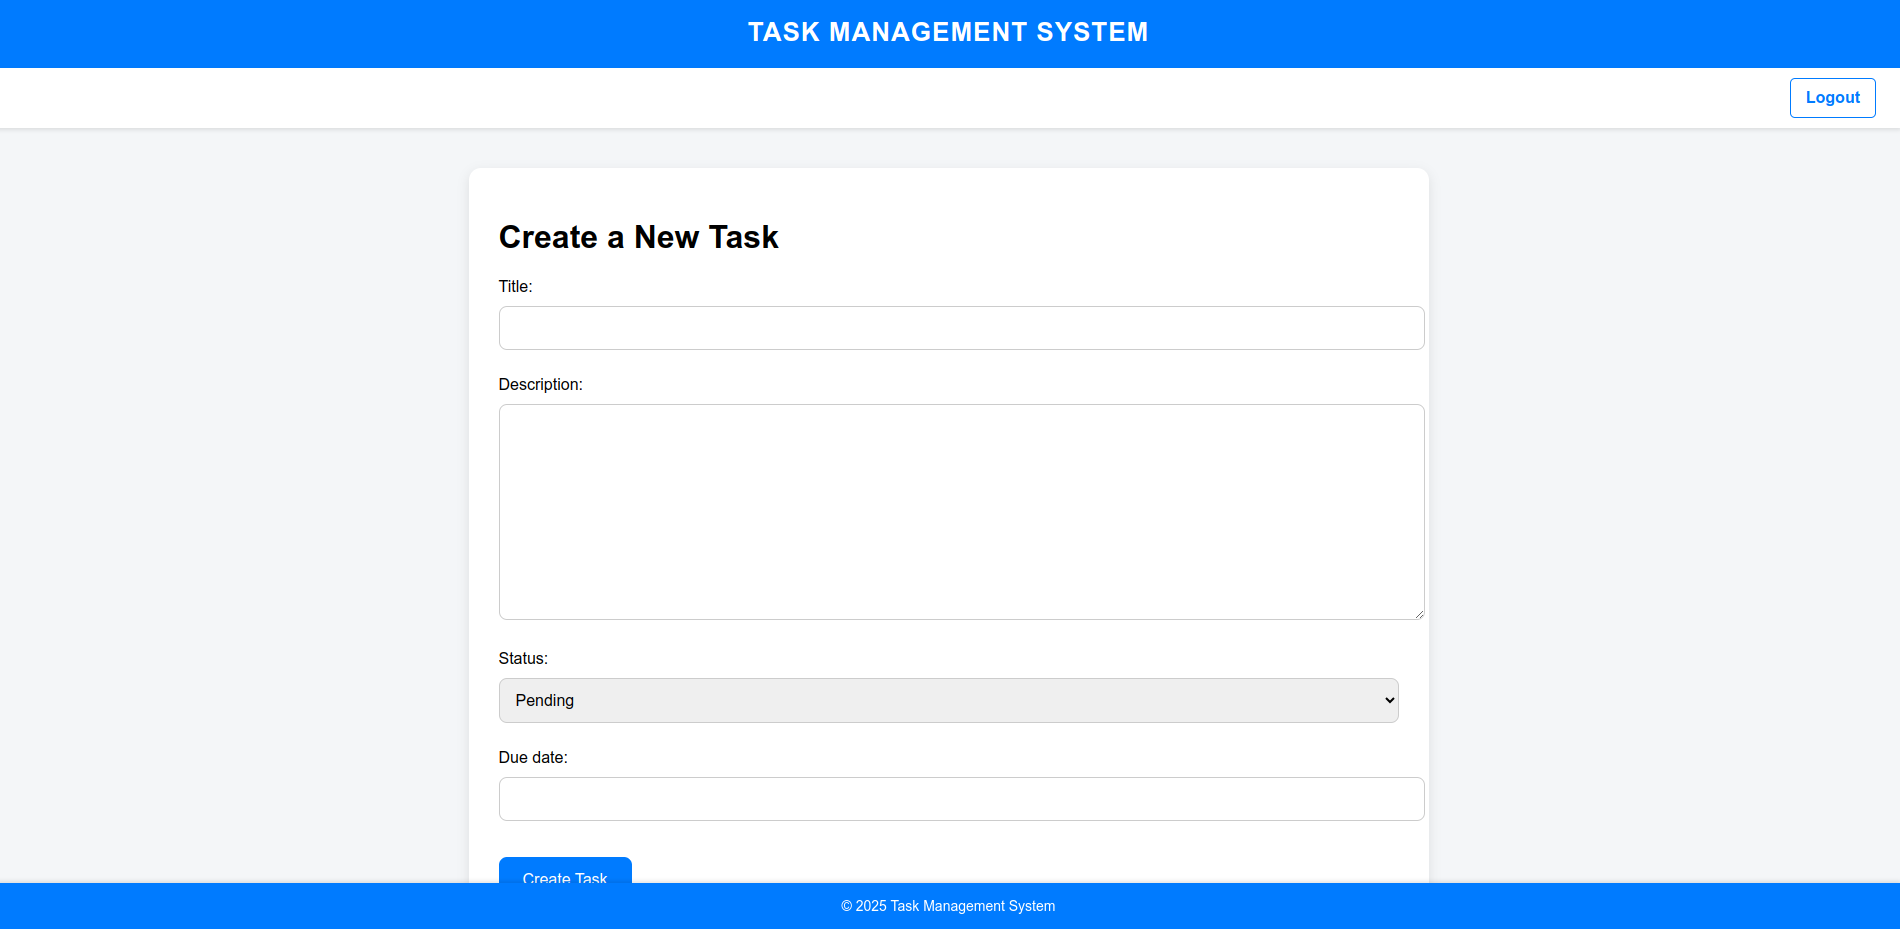 TASK MANAGEMENT SYSTEM
Logout
Create a New Task
Title:
Description:
Status:
Pending
Due date:
Create Task
© 2025 Task Management System